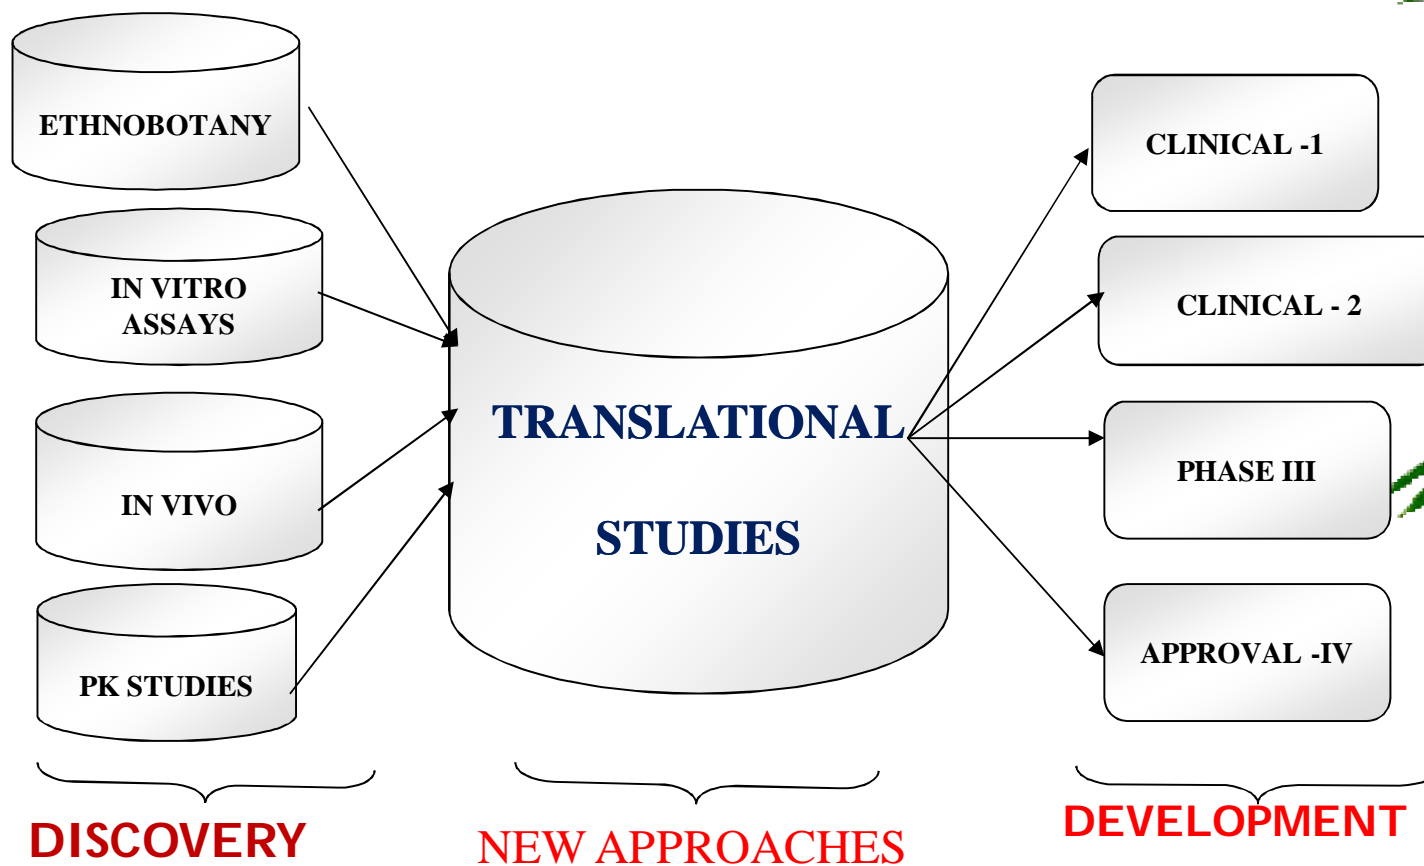 ETHNOBOTANY
IN VITRO
ASSAYS
IN VIVO
PK STUDIES
TRANSLATIONAL
STUDIES
CLINICAL -1
CLINICAL - 2
PHASE III
APPROVAL -IV
DISCOVERY
NEW APPROACHES
DEVELOPMENT